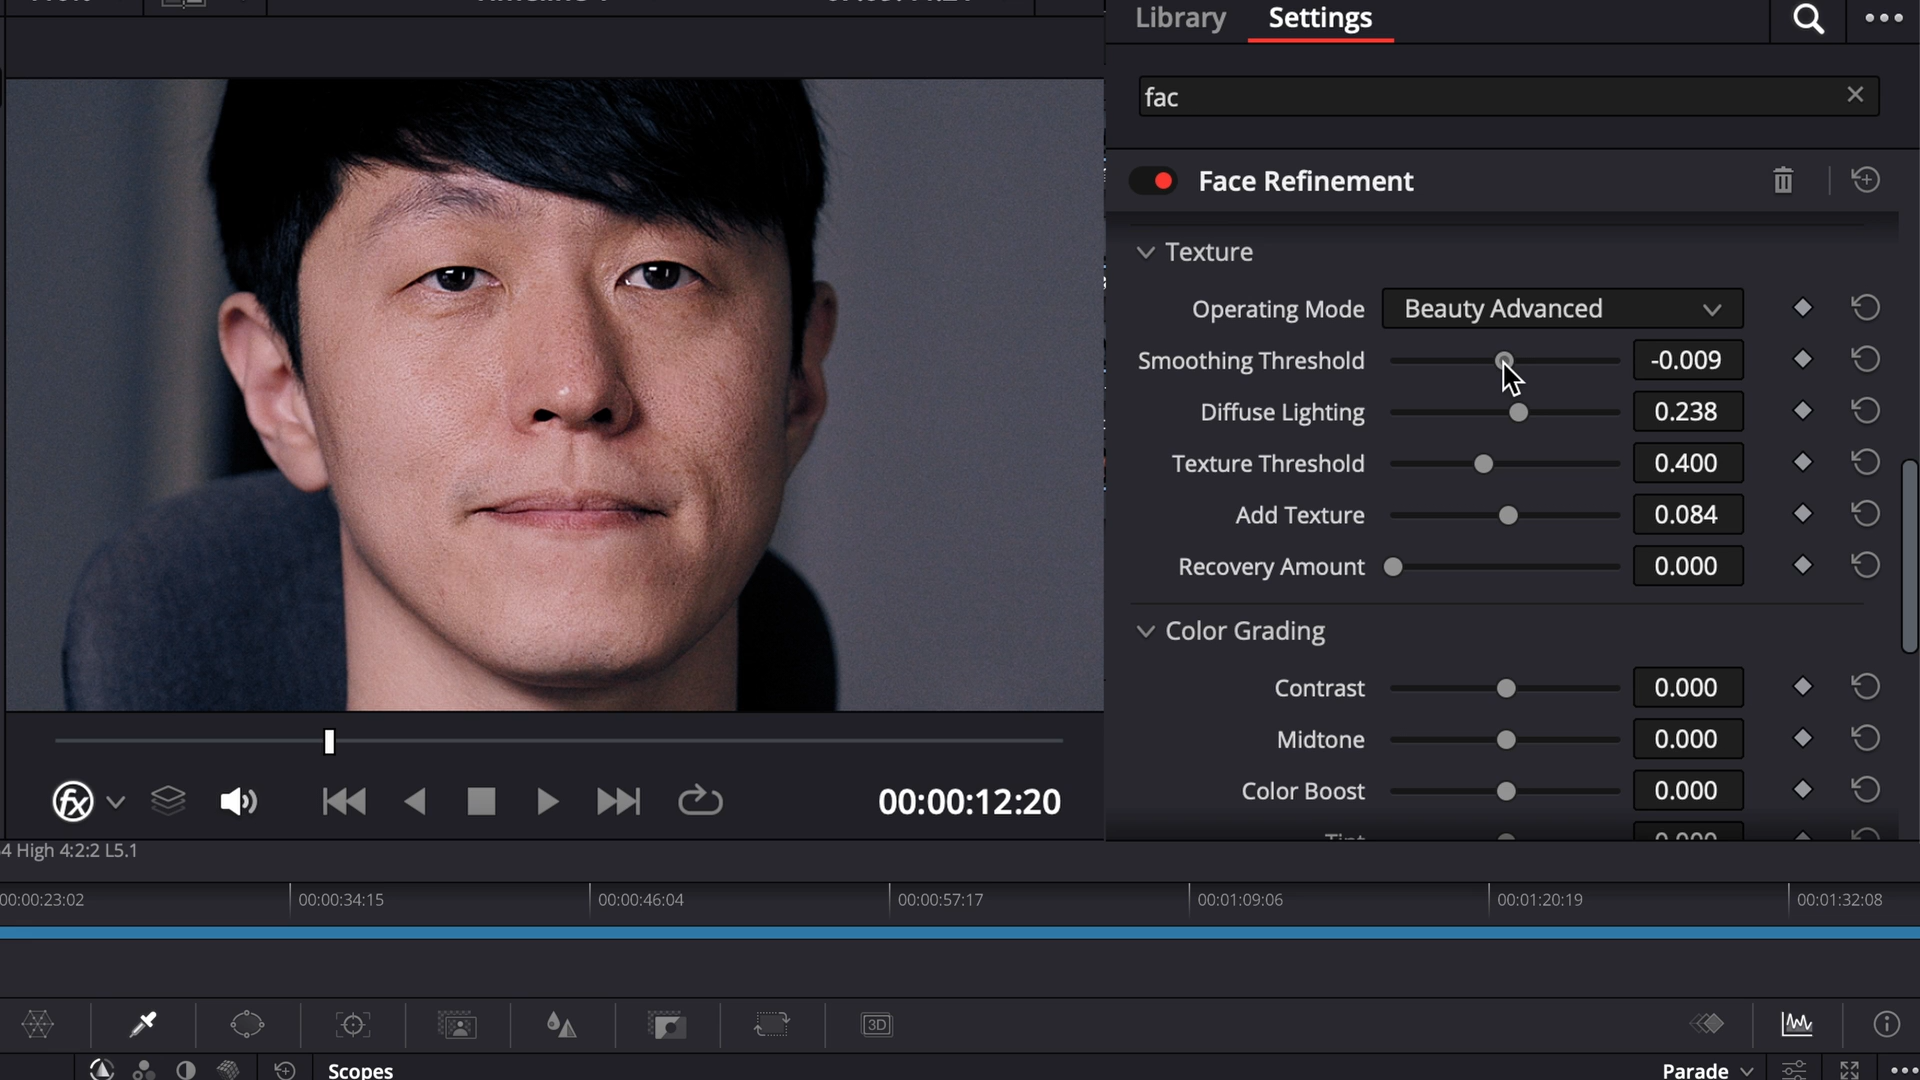 Library Settings
fac
Face Refinement
Texture
Operating Mode Beauty Advanced
Smoothing Threshold -0.009
Diffuse Lighting 0.238
Texture Threshold 0.400
Add Texture 0.084
Recovery Amount 0.000
Color Grading
Contrast 0.000
Midtone 0.000
Color Boost 0.000
fx
00:00:12:20
4 High 4:2:2 L5.1
00:00:23:02 00:00:34:15 00:00:46:04 00:00:57:17 00:01:09:06 00:01:20:19 00:01:32:08
3D
Scopes Parade